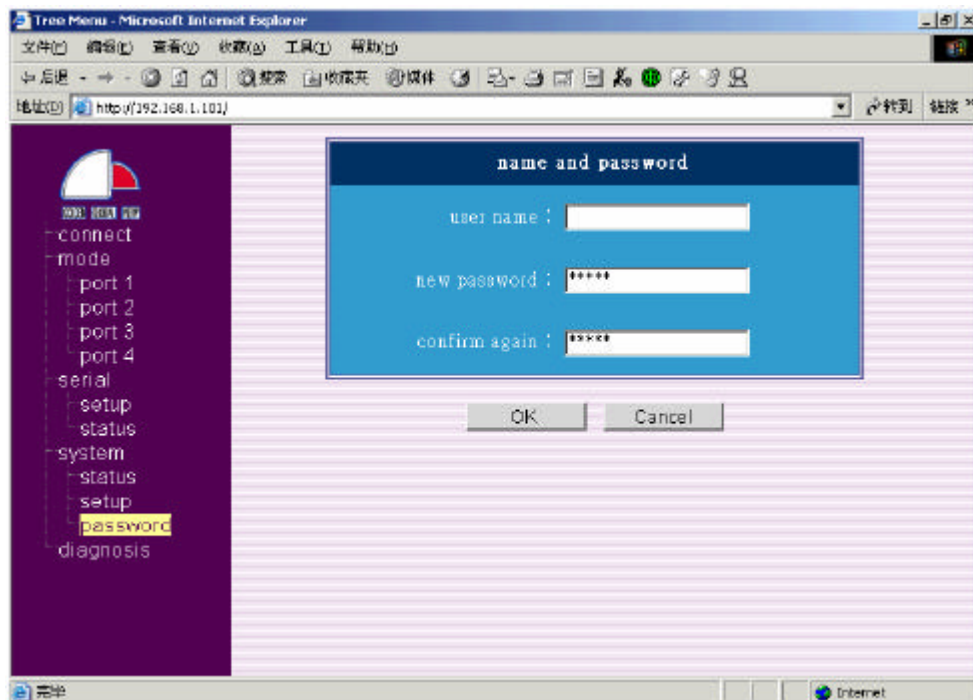 Tree Menu - Microsoft Internet Explorer
文件(F) 编辑(E) 查看(V) 收藏(A) 工具(T) 帮助(H)
后退 搜索 收藏夹 媒体
地址(D) http://192.168.1.101/ 转到 链接 »
name and password
user name :
new password : *****
confirm again : *****
OK Cancel
connect
mode
port 1
port 2
port 3
port 4
serial
setup
status
system
status
setup
password
diagnosis
完毕 Internet